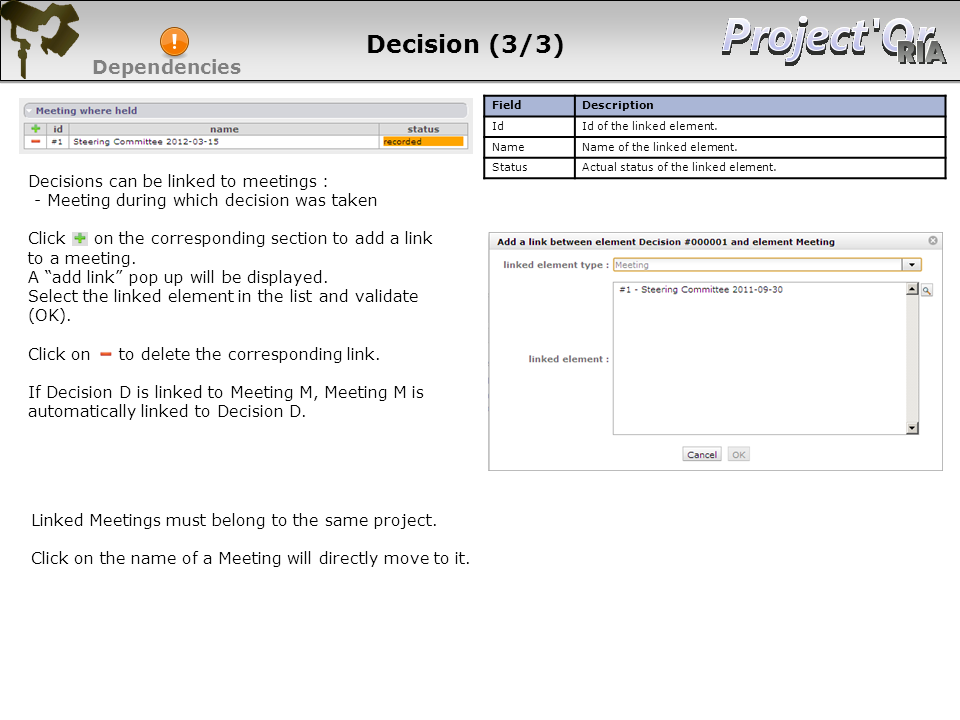 Decision (3/3)
!
Dependencies
Project'Or
RIA
Meeting where held
id name status
#1 Steering Committee 2012-03-15 recorded
Field Description
Id Id of the linked element.
Name Name of the linked element.
Status Actual status of the linked element.
Decisions can be linked to meetings :
- Meeting during which decision was taken
Click on the corresponding section to add a link
to a meeting.
A “add link” pop up will be displayed.
Select the linked element in the list and validate
(OK).
Click on to delete the corresponding link.
If Decision D is linked to Meeting M, Meeting M is
automatically linked to Decision D.
Add a link between element Decision #000001 and element Meeting
linked element type : Meeting
#1 - Steering Committee 2011-09-30
linked element :
Cancel OK
Linked Meetings must belong to the same project.
Click on the name of a Meeting will directly move to it.